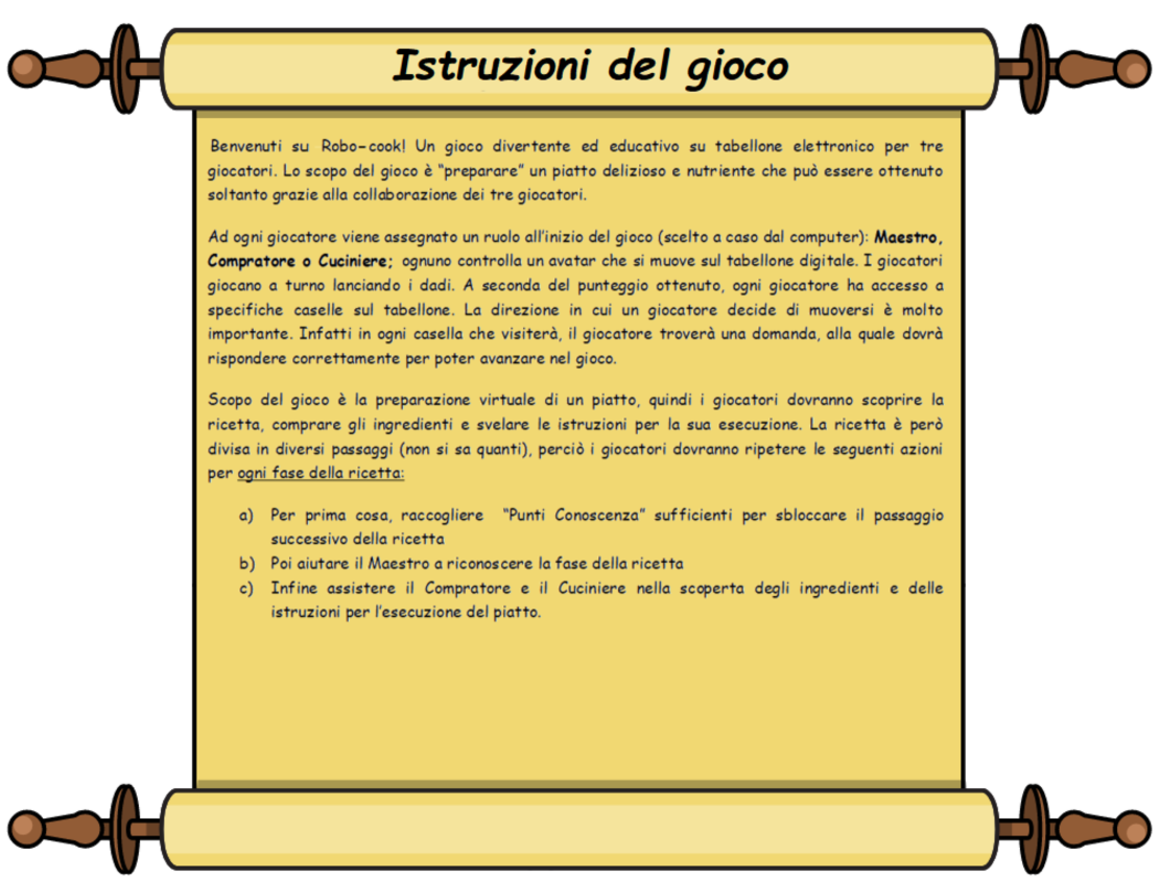 Istruzioni del gioco
Benvenuti su Robo-cook! Un gioco divertente ed educativo su tabellone elettronico per tre
giocatori. Lo scopo del gioco è “preparare” un piatto delizioso e nutriente che può essere ottenuto
soltanto grazie alla collaborazione dei tre giocatori.
Ad ogni giocatore viene assegnato un ruolo all’inizio del gioco (scelto a caso dal computer): Maestro,
Compratore o Cuciniere; ognuno controlla un avatar che si muove sul tabellone digitale. I giocatori
giocano a turno lanciando i dadi. A seconda del punteggio ottenuto, ogni giocatore ha accesso a
specifiche caselle sul tabellone. La direzione in cui un giocatore decide di muoversi è molto
importante. Infatti in ogni casella che visiterà, il giocatore troverà una domanda, alla quale dovrà
rispondere correttamente per poter avanzare nel gioco.
Scopo del gioco è la preparazione virtuale di un piatto, quindi i giocatori dovranno scoprire la
ricetta, comprare gli ingredienti e svelare le istruzioni per la sua esecuzione. La ricetta è però
divisa in diversi passaggi (non si sa quanti), perciò i giocatori dovranno ripetere le seguenti azioni
per ogni fase della ricetta:
a) Per prima cosa, raccogliere “Punti Conoscenza” sufficienti per sbloccare il passaggio
successivo della ricetta
b) Poi aiutare il Maestro a riconoscere la fase della ricetta
c) Infine assistere il Compratore e il Cuciniere nella scoperta degli ingredienti e delle
istruzioni per l’esecuzione del piatto.